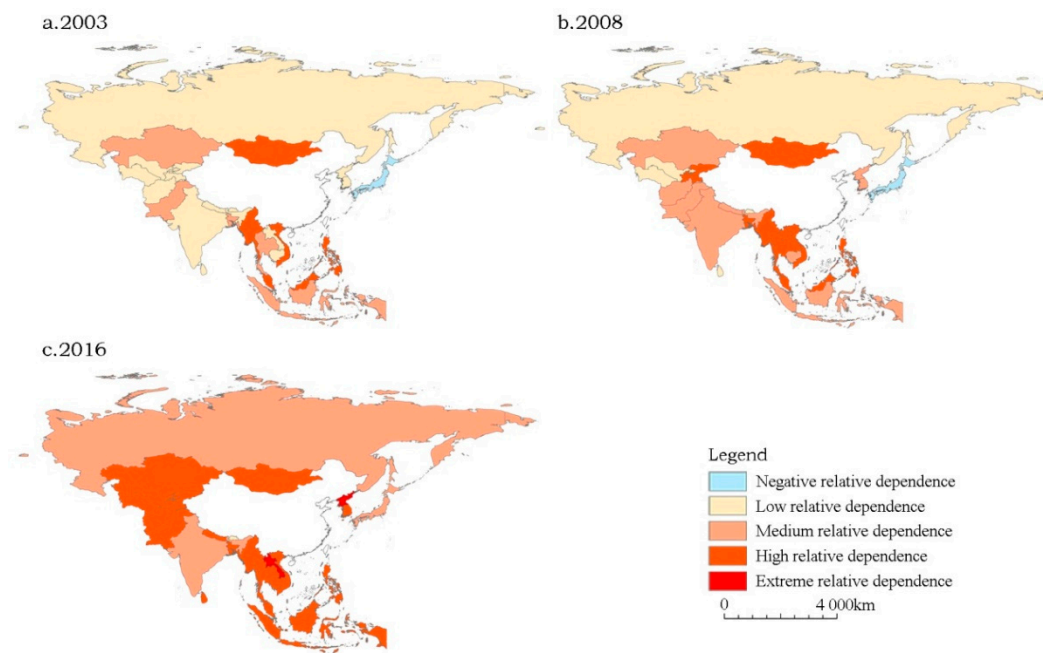 a.2003
b.2008
c.2016
Legend
Negative relative dependence
Low relative dependence
Medium relative dependence
High relative dependence
Extreme relative dependence
0 4 000km